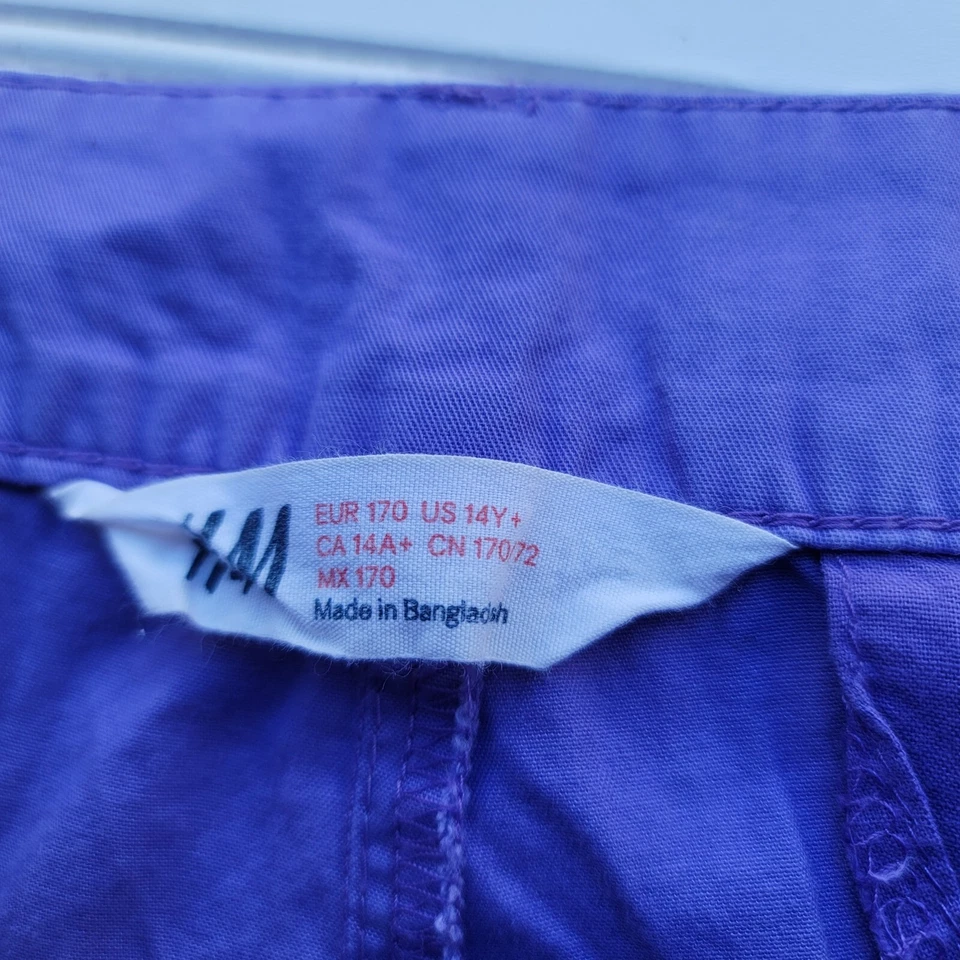 H&M
EUR 170 US 14Y+
CA 14A+ CN 170/72
MX 170
Made in Bangladesh